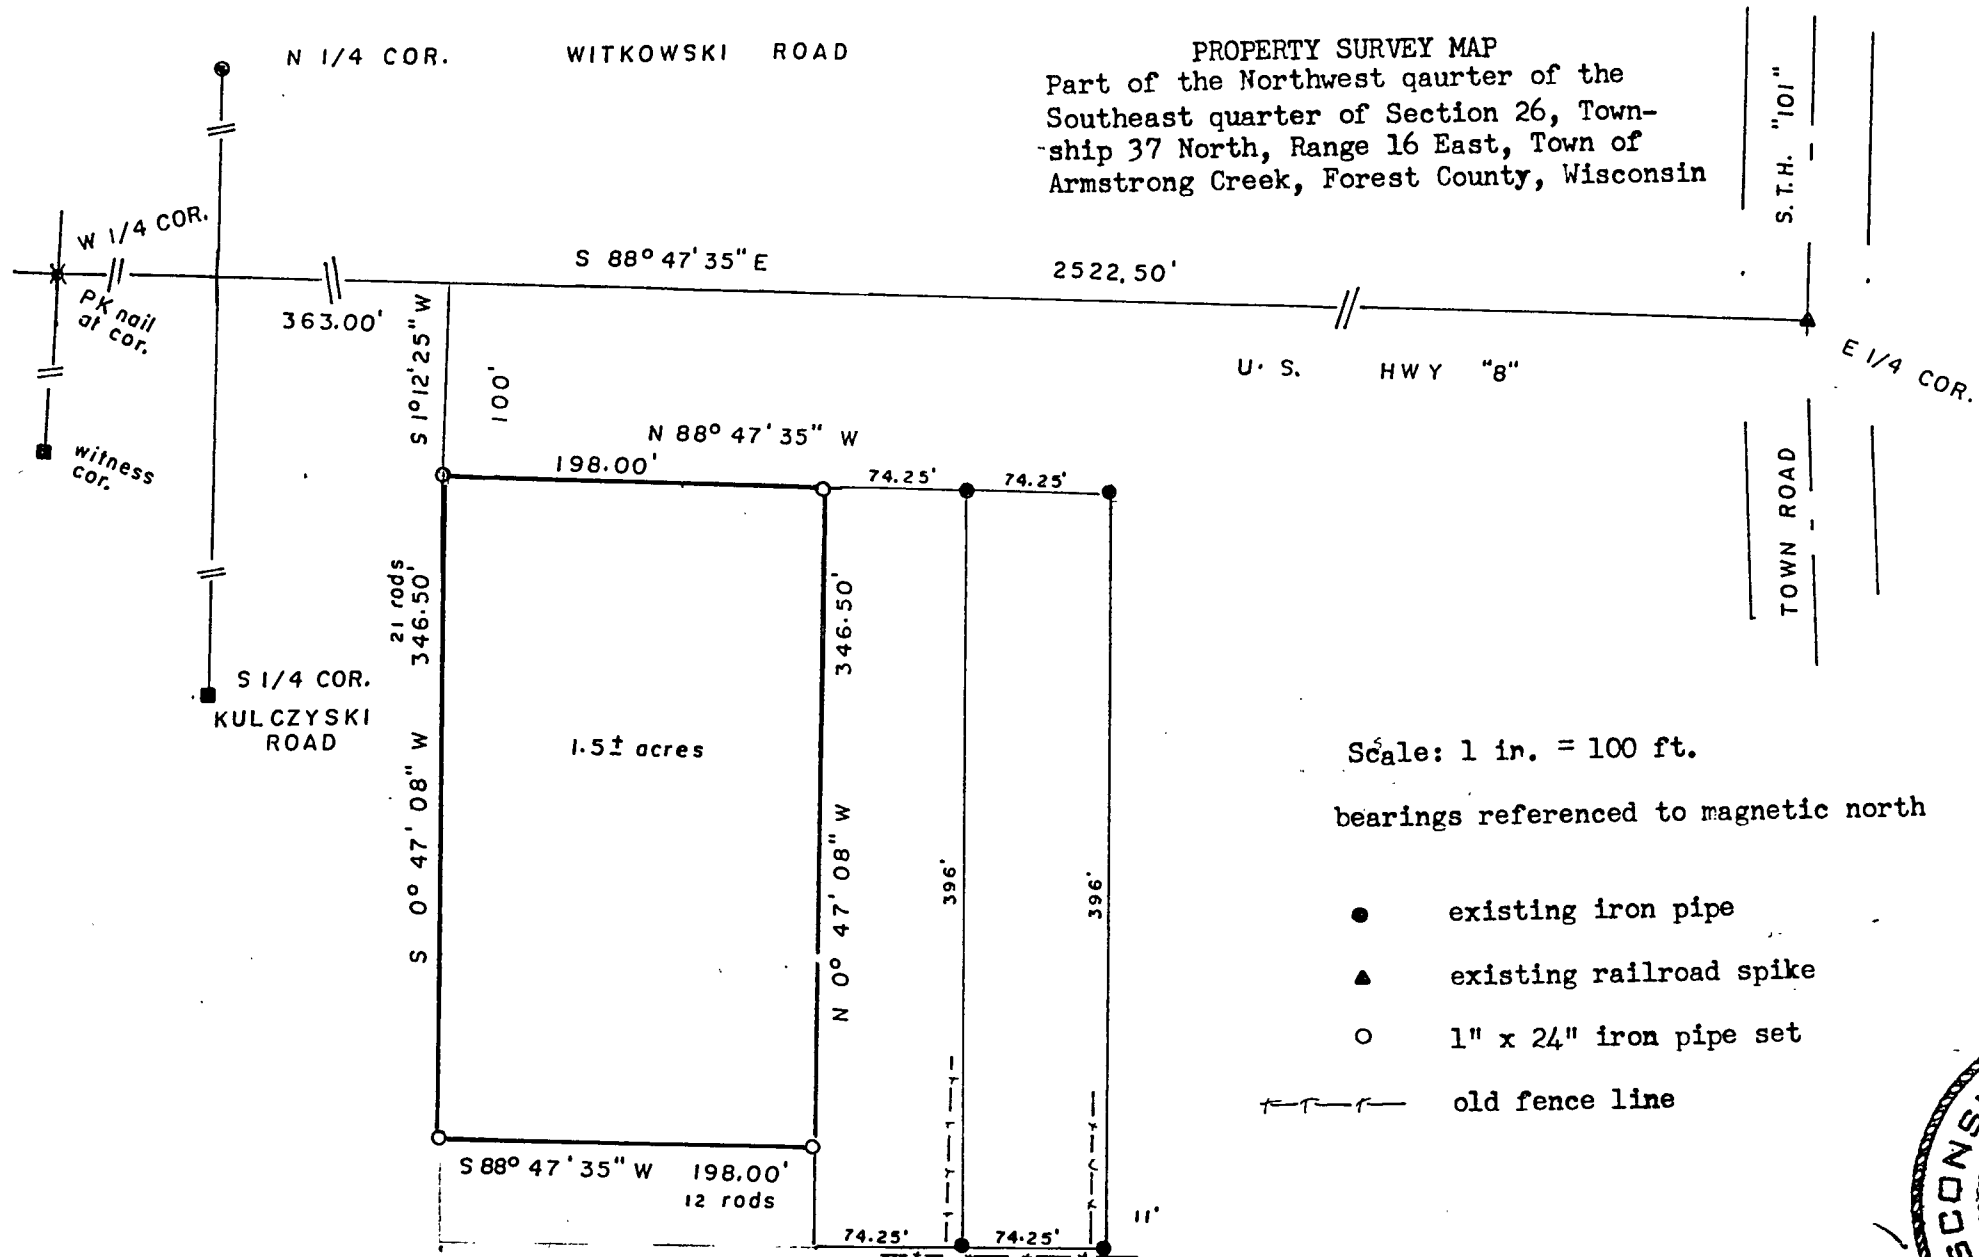 N 1/4 COR. WITKOWSKI ROAD
PROPERTY SURVEY MAP
Part of the Northwest qaurter of the
Southeast quarter of Section 26, Town-
ship 37 North, Range 16 East, Town of
Armstrong Creek, Forest County, Wisconsin
S.T.H. "101"
W 1/4 COR.
PK nail
at cor.
witness
cor.
363.00'
S 88° 47' 35" E 2522.50'
S 1° 12' 25" W
100'
U. S. HWY "8"
E 1/4 COR.
TOWN ROAD
N 88° 47' 35" W
198.00'
74.25'
74.25'
21 rods
346.50'
S 0° 47' 08" W
346.50'
N 0° 47' 08" W
S 1/4 COR.
KULCZYSKI
ROAD
1.5± acres
396'
396'
S 88° 47' 35" W 198.00'
12 rods
74.25'
74.25'
11'
Scale: 1 in. = 100 ft.
bearings referenced to magnetic north
existing iron pipe
existing railroad spike
1" x 24" iron pipe set
old fence line
SCONS